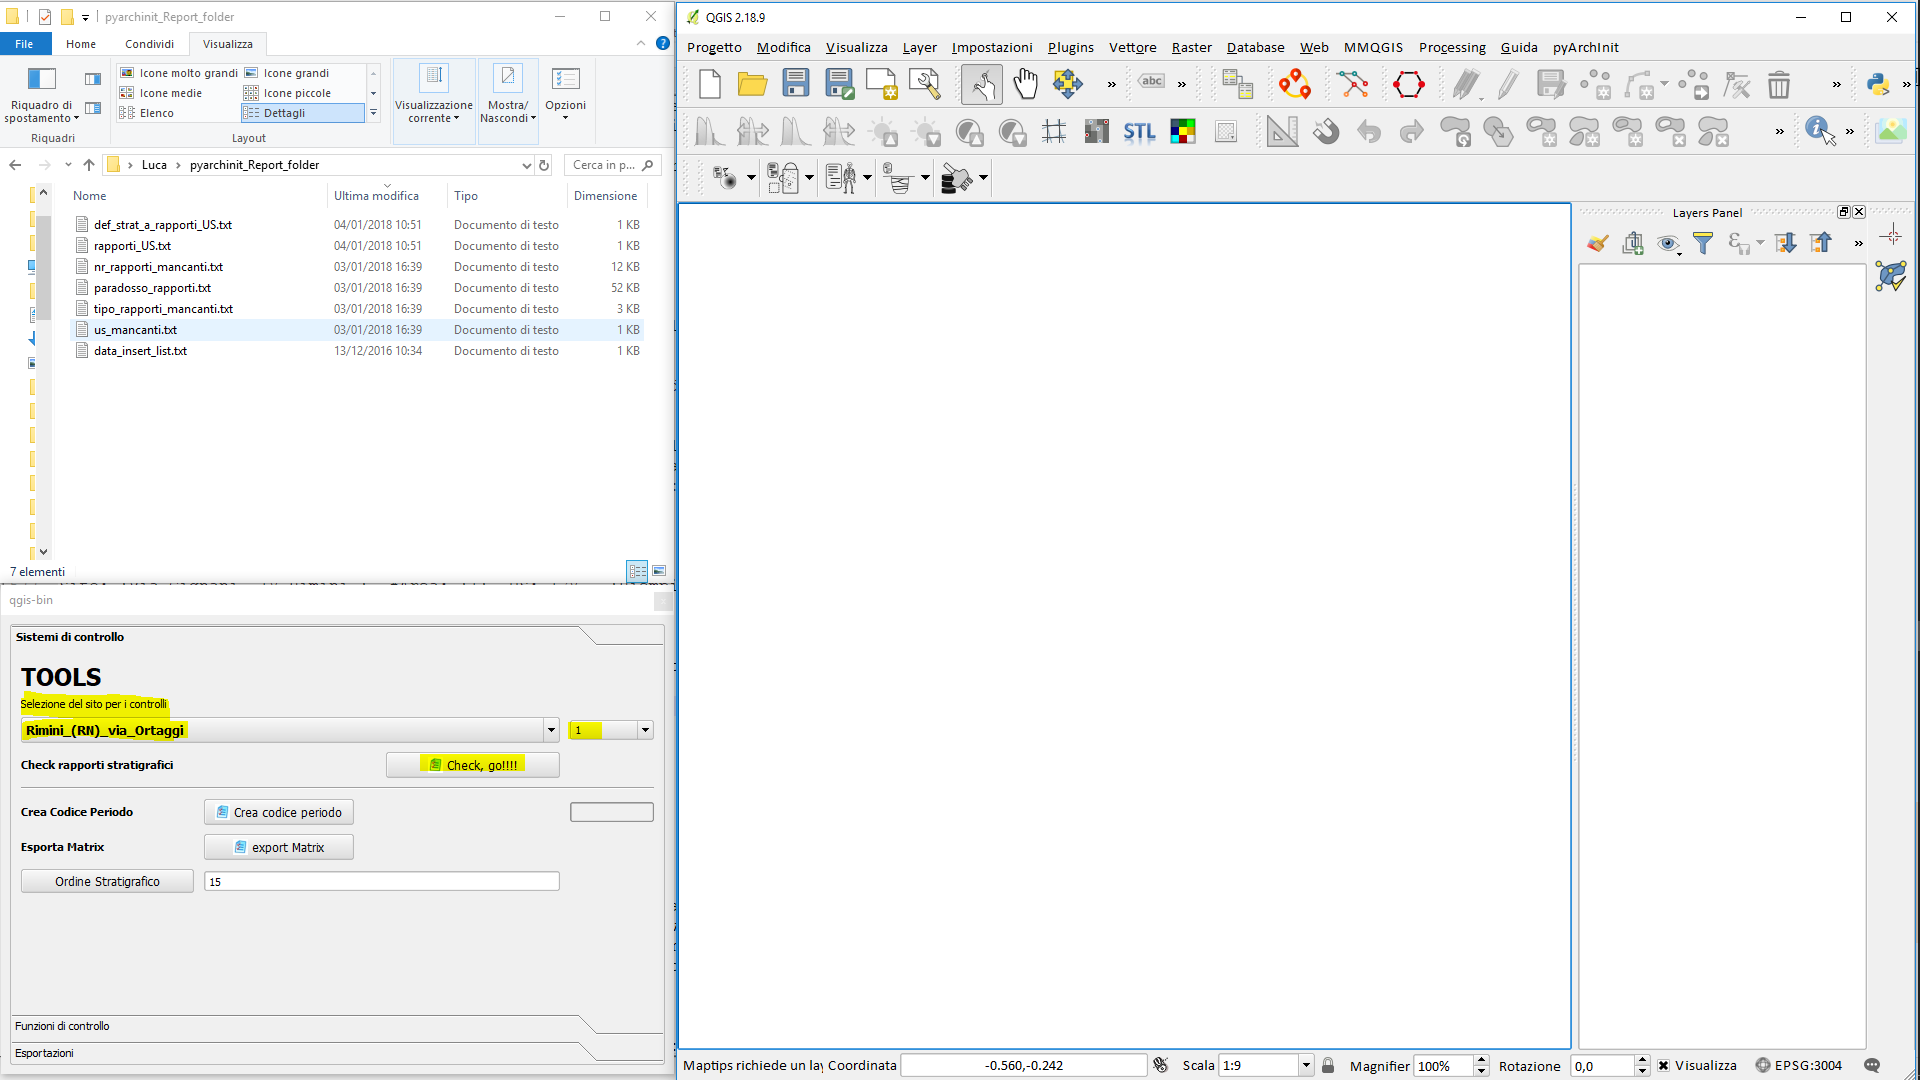 pyarchinit_Report_folder
File Home Condividi Visualizza
Icone molto grandi Icone grandi
Icone medie Icone piccole
Elenco Dettagli
Riquadro di spostamento
Visualizzazione corrente
Mostra/ Nascondi
Opzioni
Riquadri Layout
Luca pyarchinit_Report_folder Cerca in p...
Nome Ultima modifica Tipo Dimensione
def_strat_a_rapporti_US.txt 04/01/2018 10:51 Documento di testo 1 KB
rapporti_US.txt 04/01/2018 10:51 Documento di testo 1 KB
nr_rapporti_mancanti.txt 03/01/2018 16:39 Documento di testo 12 KB
paradosso_rapporti.txt 03/01/2018 16:39 Documento di testo 52 KB
tipo_rapporti_mancanti.txt 03/01/2018 16:39 Documento di testo 3 KB
us_mancanti.txt 03/01/2018 16:39 Documento di testo 1 KB
data_insert_list.txt 13/12/2016 10:34 Documento di testo 1 KB
7 elementi
qgis-bin
Sistemi di controllo
TOOLS
Selezione del sito per i controlli
Rimini_(RN)_via_Ortaggi 1
Check rapporti stratigrafici Check, go!!!!
Crea Codice Periodo Crea codice periodo
Esporta Matrix export Matrix
Ordine Stratigrafico 15
Funzioni di controllo
Esportazioni
QGIS 2.18.9
Progetto Modifica Visualizza Layer Impostazioni Plugins Vettore Raster Database Web MMQGIS Processing Guida pyArchInit
abc
STL
Layers Panel
Maptips richiede un lay Coordinata -0.560,-0.242 Scala 1:9 Magnifier 100% Rotazione 0,0 Visualizza EPSG:3004